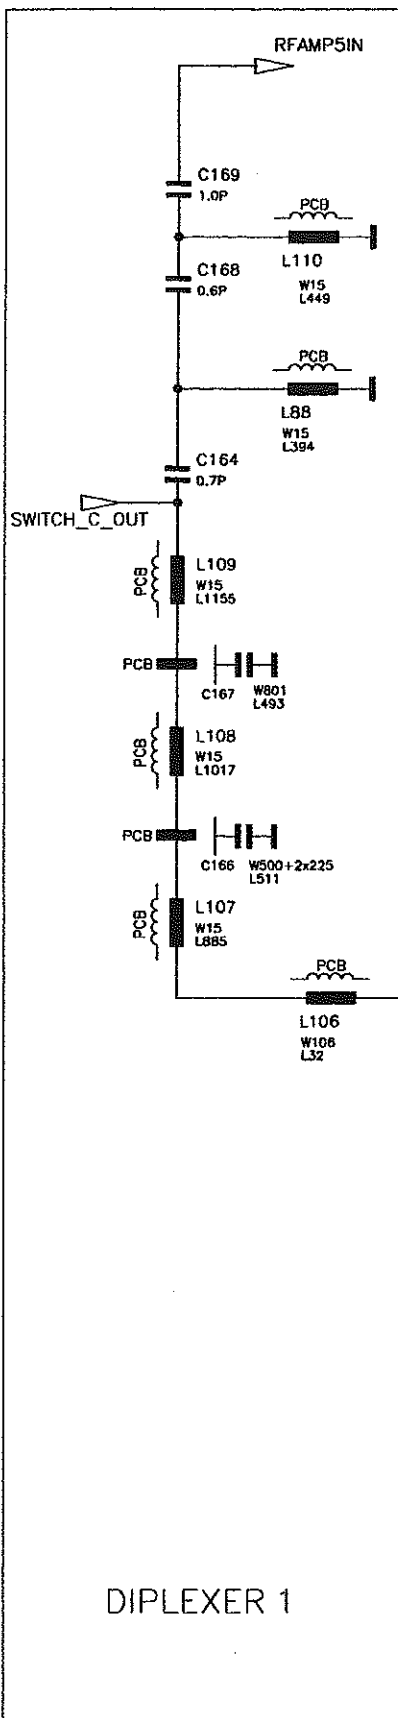 RFAMP5IN
C169
1.0P
PCB
L110
W15
L449
C168
0.6P
PCB
L88
W15
L394
C164
0.7P
SWITCH_C_OUT
PCB
L109
W15
L1155
PCB
C167
W801
L493
PCB
L108
W15
L1017
PCB
C166
W500+2x225
L511
PCB
L107
W15
L885
PCB
L106
W106
L32
DIPLEXER 1